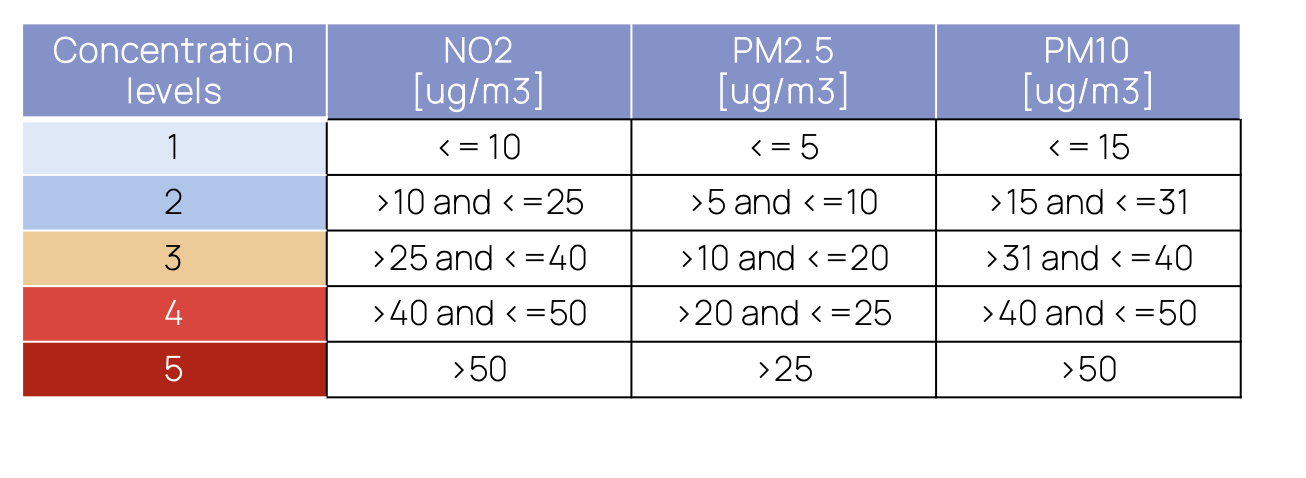 Concentration levels NO2 [ug/m3] PM2.5 [ug/m3] PM10 [ug/m3]
1 <= 10 <= 5 <= 15
2 >10 and <=25 >5 and <=10 >15 and <=31
3 >25 and <=40 >10 and <=20 >31 and <=40
4 >40 and <=50 >20 and <=25 >40 and <=50
5 >50 >25 >50